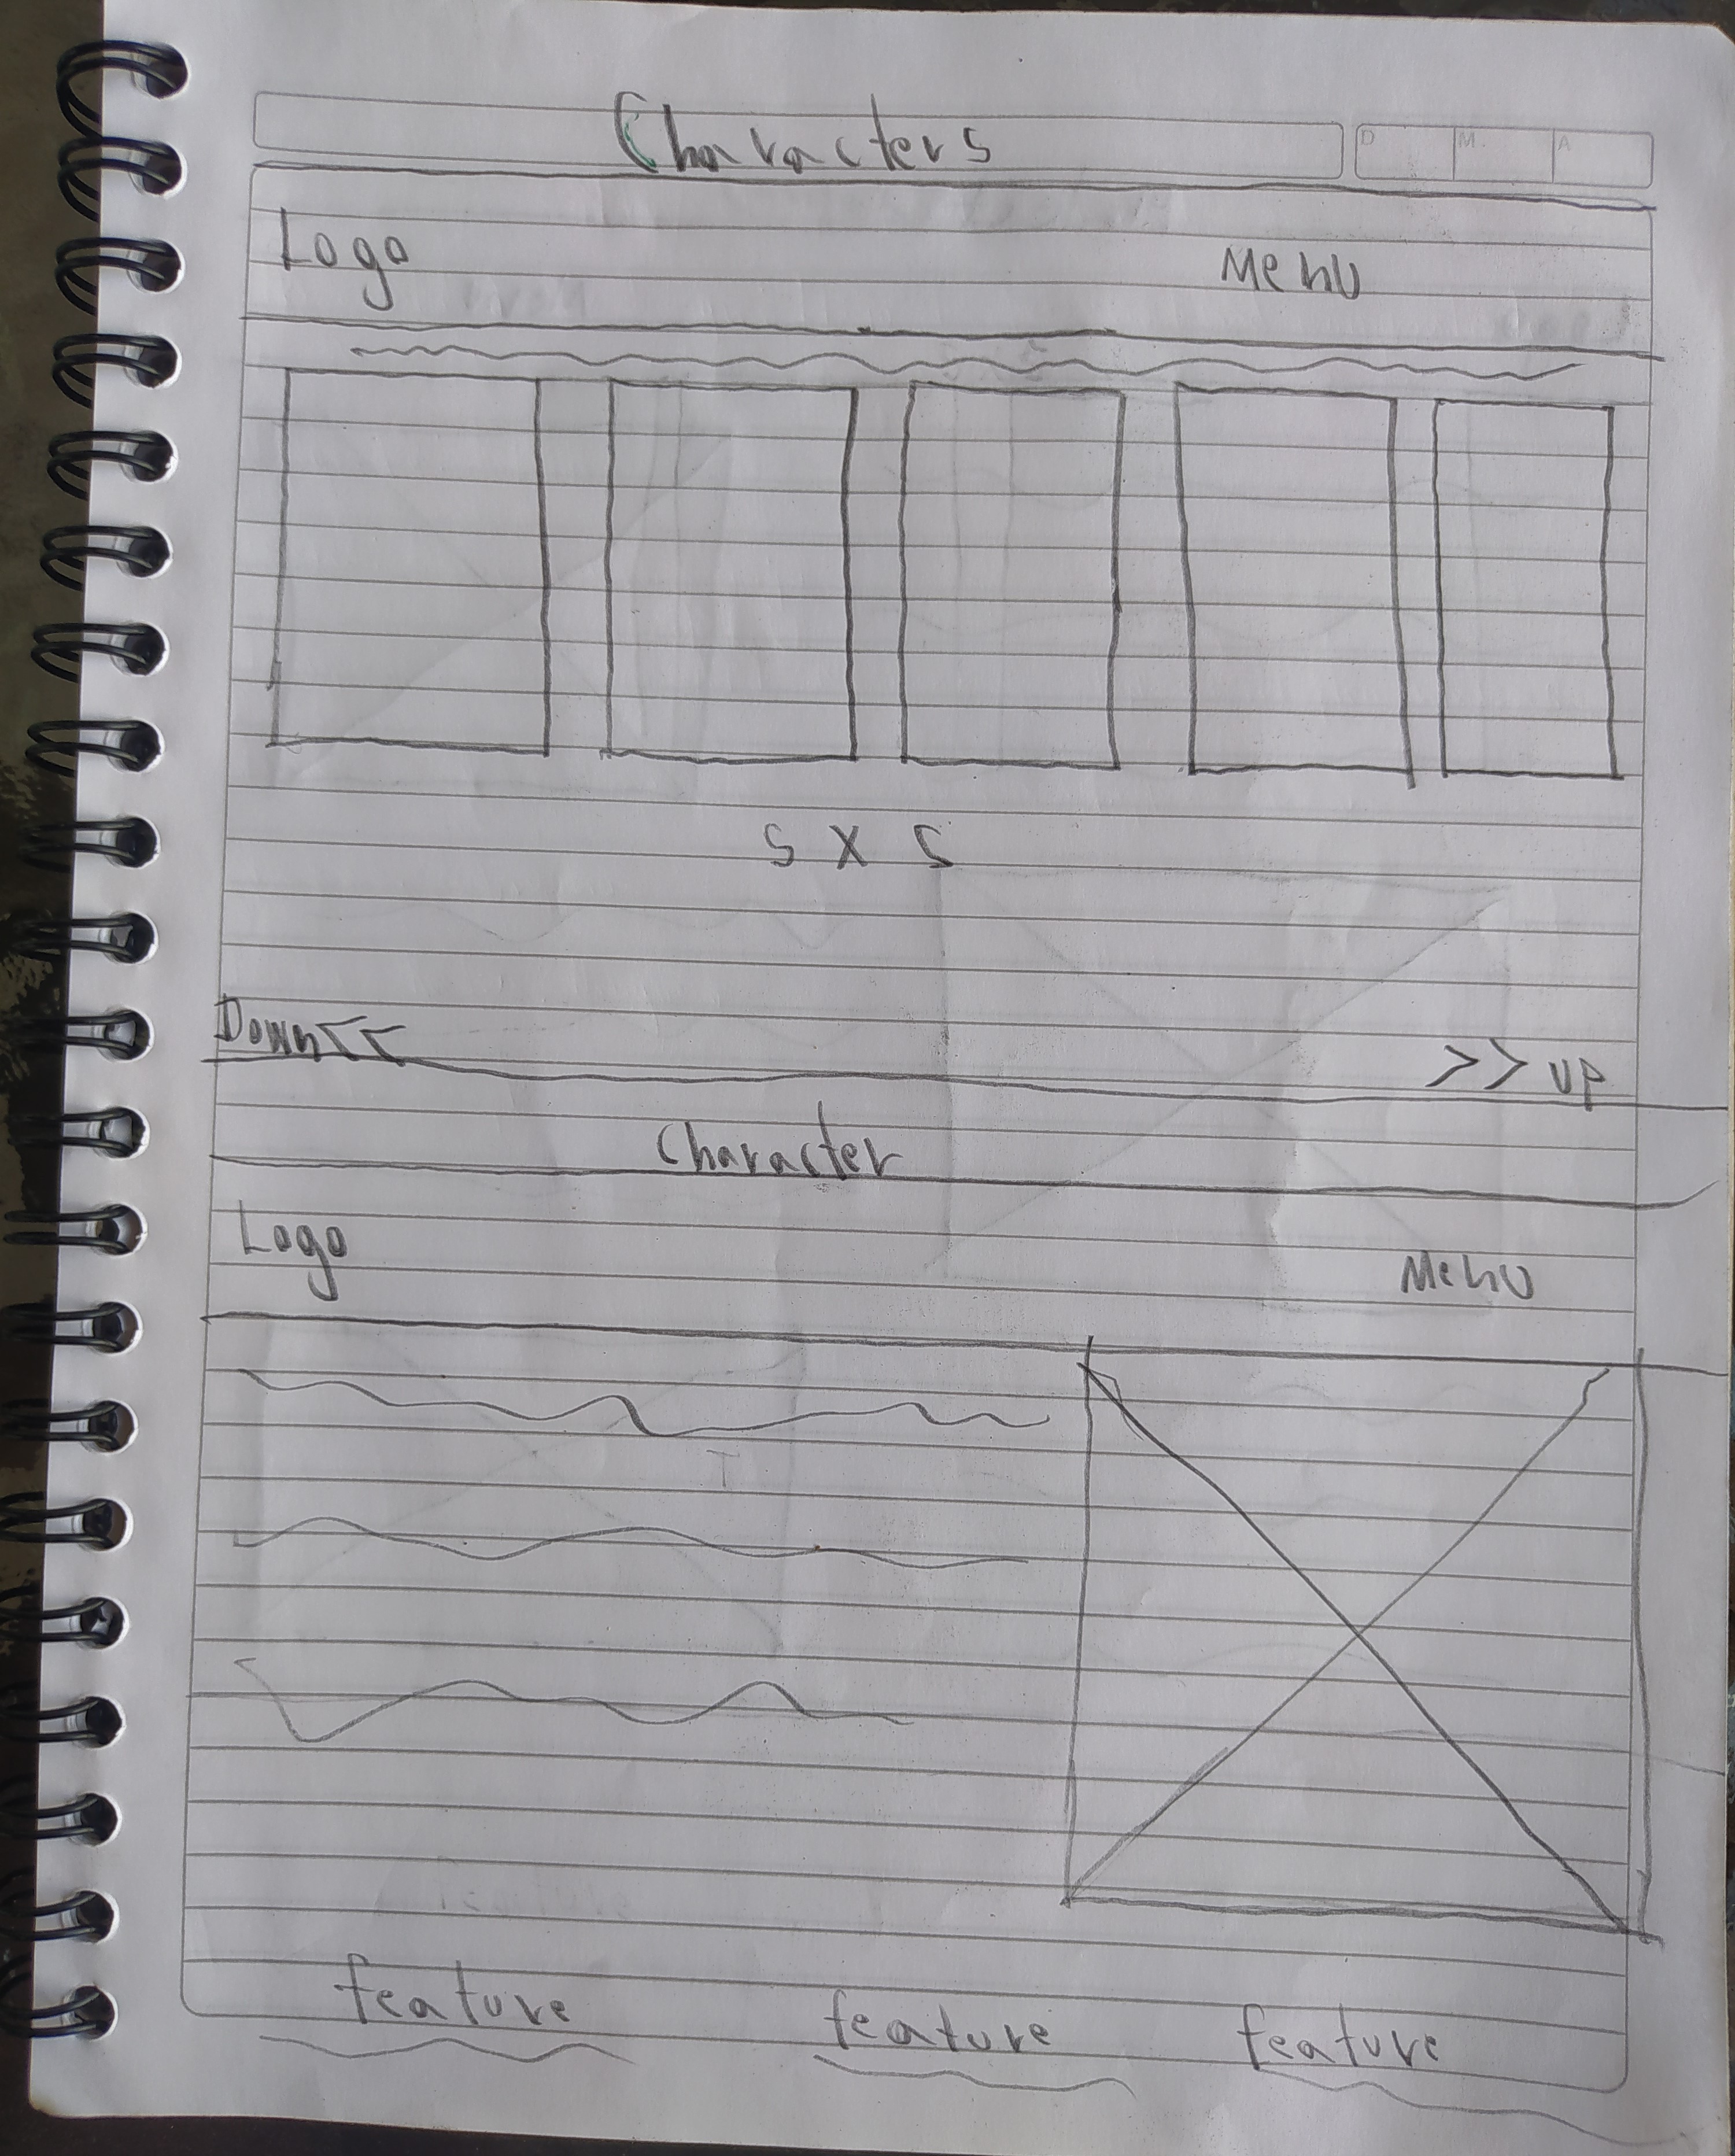 Characters
D M. A
Logo Menu
5 X 5
Down <<
>> UP
Character
Logo Menu
feature feature feature